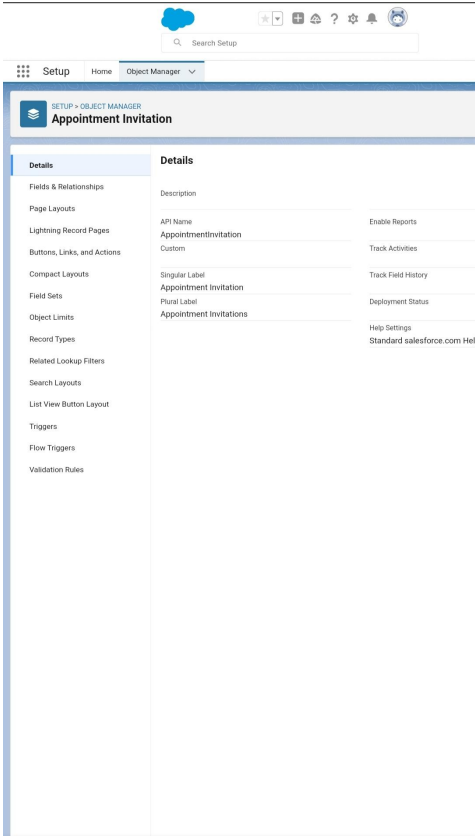 Search Setup
Setup Home Object Manager
SETUP > OBJECT MANAGER
Appointment Invitation
Details
Fields & Relationships
Page Layouts
Lightning Record Pages
Buttons, Links, and Actions
Compact Layouts
Field Sets
Object Limits
Record Types
Related Lookup Filters
Search Layouts
List View Button Layout
Triggers
Flow Triggers
Validation Rules
Details
Description
API Name
AppointmentInvitation
Custom
Singular Label
Appointment Invitation
Plural Label
Appointment Invitations
Enable Reports
Track Activities
Track Field History
Deployment Status
Help Settings
Standard salesforce.com Hel